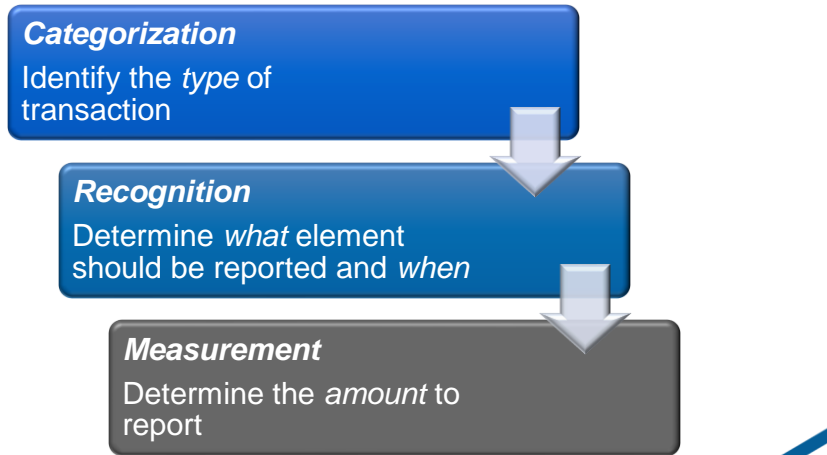 Categorization
Identify the type of
transaction
Recognition
Determine what element
should be reported and when
Measurement
Determine the amount to
report